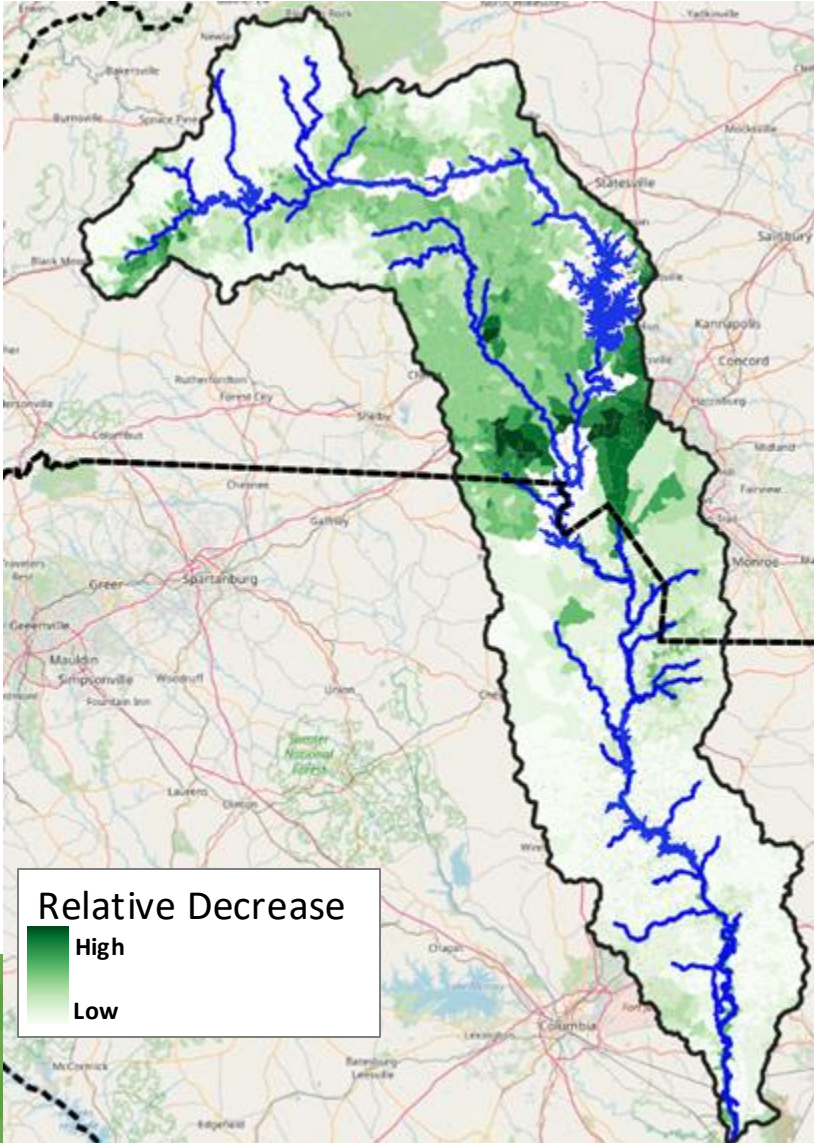 Yadkinville
Bakersville
Burnsville
Spruce Pine
Mocksville
Statesville
Salisbury
Kannapolis
Concord
Harrisburg
Rutherfordton
Forest City
Shelby
Columbus
Midland
Fairview
Chesnee
Gaffney
Monroe
Spartanburg
Greer
Greenville
Mauldin
Simpsonville
Woodruff
Fountain Inn
Union
Sumter
National
Forest
Laurens
Clinton
Relative Decrease
High
Low
Chapin
Columbia
Lexington
Batesburg-
Leesville
McCormick
Edgefield